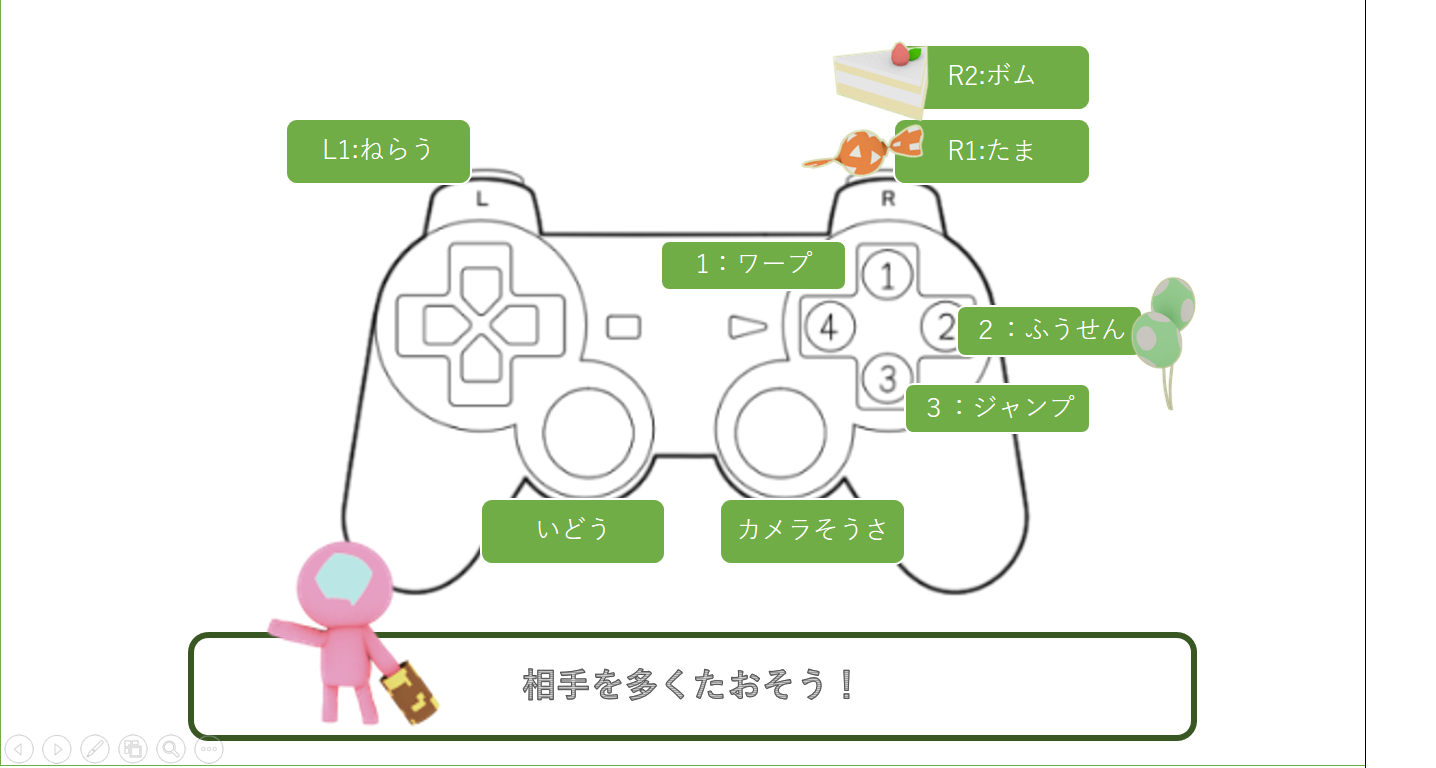 R2:ボム
L1:ねらう
R1:たま
L
R
1：ワープ
1
4
2
２：ふうせん
3
３：ジャンプ
いどう
カメラそうさ
相手を多くたおそう！